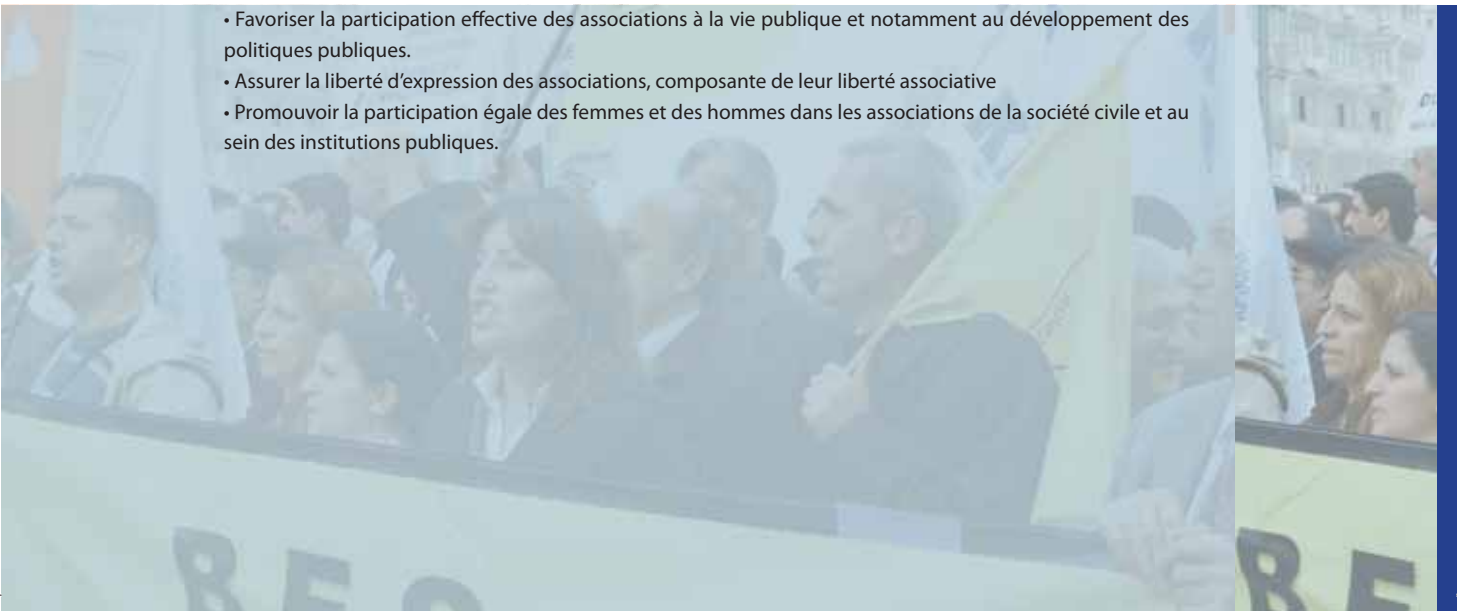 • Favoriser la participation effective des associations à la vie publique et notamment au développement des
politiques publiques.
• Assurer la liberté d’expression des associations, composante de leur liberté associative
• Promouvoir la participation égale des femmes et des hommes dans les associations de la société civile et au
sein des institutions publiques.